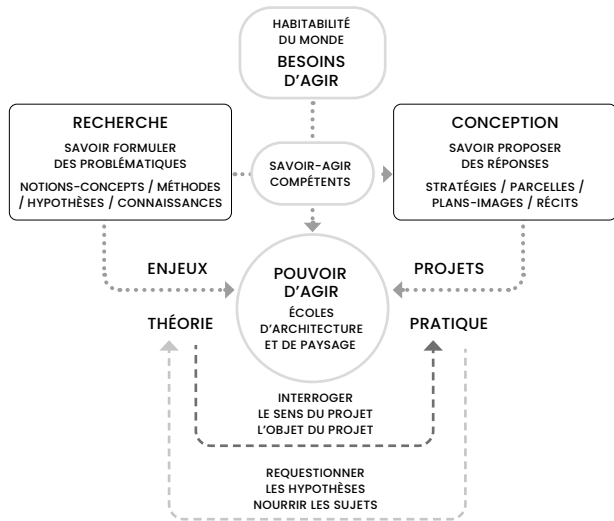 HABITABILITÉ
DU MONDE
BESOINS
D'AGIR
RECHERCHE
SAVOIR FORMULER
DES PROBLÉMATIQUES
NOTIONS-CONCEPTS / MÉTHODES
/ HYPOTHÈSES / CONNAISSANCES
SAVOIR-AGIR
COMPÉTENTS
CONCEPTION
SAVOIR PROPOSER
DES RÉPONSES
STRATÉGIES / PARCELLES /
PLANS-IMAGES / RÉCITS
ENJEUX
POUVOIR
D'AGIR
ÉCOLES
D'ARCHITECTURE
ET DE PAYSAGE
PROJETS
THÉORIE
PRATIQUE
INTERROGER
LE SENS DU PROJET
L'OBJET DU PROJET
REQUESTIONNER
LES HYPOTHÈSES
NOURRIR LES SUJETS